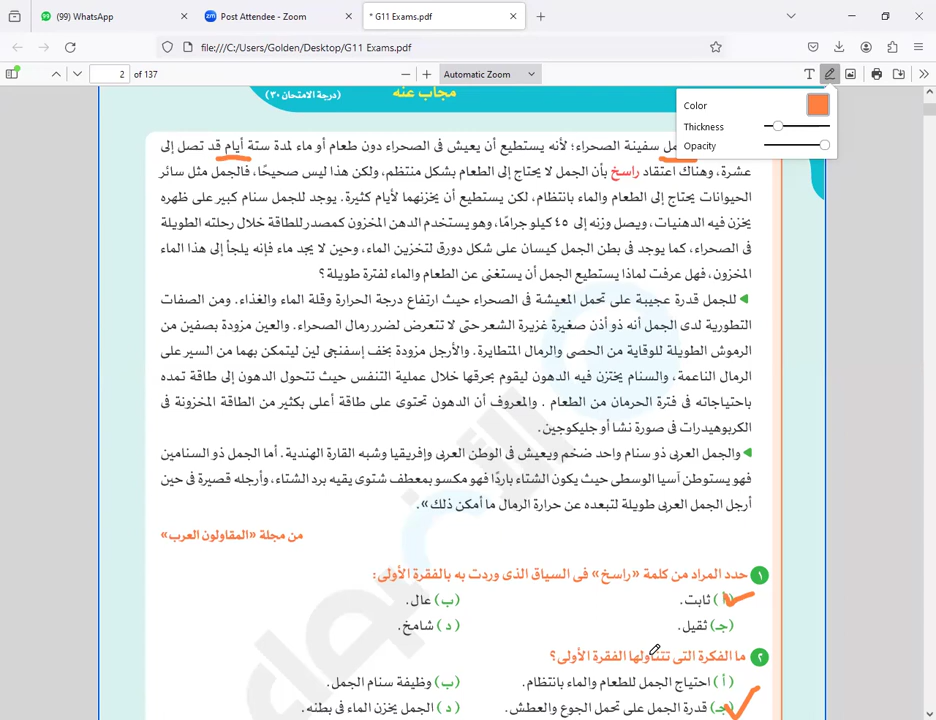 (99) WhatsApp
Post Attendee - Zoom
* G11 Exams.pdf
file:///C:/Users/Golden/Desktop/G11 Exams.pdf
2 of 137
Automatic Zoom
Color
Thickness
Opacity
مجاب عنه
(درجة الامتحان ٣٠)
سفينة الصحراء؛ لأنه يستطيع أن يعيش فى الصحراء دون طعام أو ماء لمدة ستة أيام قد تصل إلى
عشرة، وهناك اعتقاد راسخ بأن الجمل لا يحتاج إلى الطعام بشكل منتظم، ولكن هذا ليس صحيحًا، فالجمل مثل سائر
الحيوانات يحتاج إلى الطعام والماء بانتظام، لكن يستطيع أن يخزنهما لأيام كثيرة. يوجد للجمل سنام كبير على ظهره
يخزن فيه الدهنيات، ويصل وزنه إلى ٤٥ كيلو جرامًا، وهو يستخدم الدهن المخزون كمصدر للطاقة خلال رحلته الطويلة
فى الصحراء، كما يوجد فى بطن الجمل كيسان على شكل دورق لتخزين الماء، وحين لا يجد ماء فإنه يلجأ إلى هذا الماء
المخزون، فهل عرفت لماذا يستطيع الجمل أن يستغنى عن الطعام والماء لفترة طويلة؟
للجمل قدرة عجيبة على تحمل المعيشة فى الصحراء حيث ارتفاع درجة الحرارة وقلة الماء والغذاء. ومن الصفات
التطورية لدى الجمل أنه ذو أذن صغيرة غزيرة الشعر حتى لا تتعرض لضرر رمال الصحراء. والعين مزودة بصفين من
الرموش الطويلة للوقاية من الحصى والرمال المتطايرة. والأرجل مزودة بخف إسفنجى لين ليتمكن بهما من السير على
الرمال الناعمة، والسنام يختزن فيه الدهون ليقوم بحرقها خلال عملية التنفس حيث تتحول الدهون إلى طاقة تمده
باحتياجاته فى فترة الحرمان من الطعام . والمعروف أن الدهون تحتوى على طاقة أعلى بكثير من الطاقة المخزونة فى
الكربوهيدرات فى صورة نشا أو جليكوجين.
والجمل العربى ذو سنام واحد ضخم ويعيش فى الوطن العربى وإفريقيا وشبه القارة الهندية. أما الجمل ذو السنامين
فهو يستوطن آسيا الوسطى حيث يكون الشتاء باردًا فهو مكسو بمعطف شتوى يقيه برد الشتاء، وأرجله قصيرة فى حين
أرجل الجمل العربى طويلة لتبعده عن حرارة الرمال ما أمكن ذلك».
من مجلة «المقاولون العرب»
١ حدد المراد من كلمة «راسخ» فى السياق الذى وردت به بالفقرة الأولى:
(أ) ثابت. (ب) عال.
(جـ) ثقيل. (د) شامخ.
٢ ما الفكرة التى تتناولها الفقرة الأولى؟
(أ) احتياج الجمل للطعام والماء بانتظام. (ب) وظيفة سنام الجمل.
(جـ) قدرة الجمل على تحمل الجوع والعطش. (د) الجمل يخزن الماء فى بطنه.